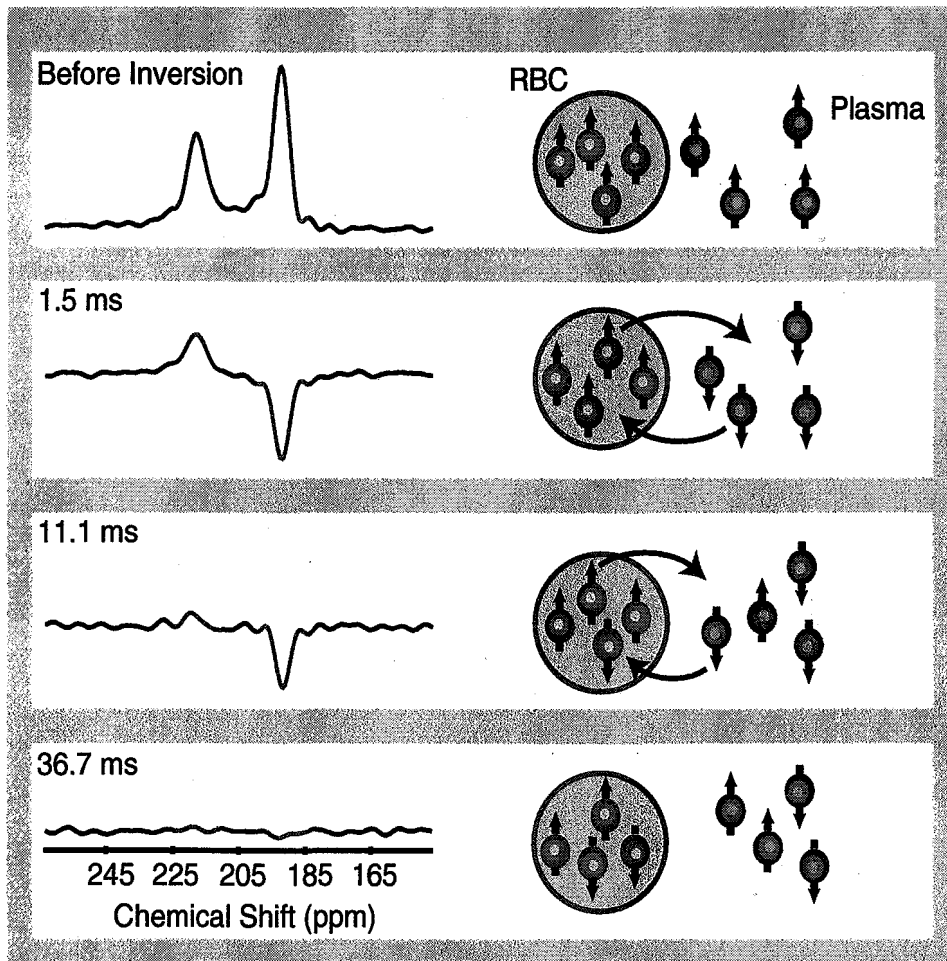 Before Inversion
RBC
Plasma
1.5 ms
11.1 ms
36.7 ms
245 225 205 185 165
Chemical Shift (ppm)